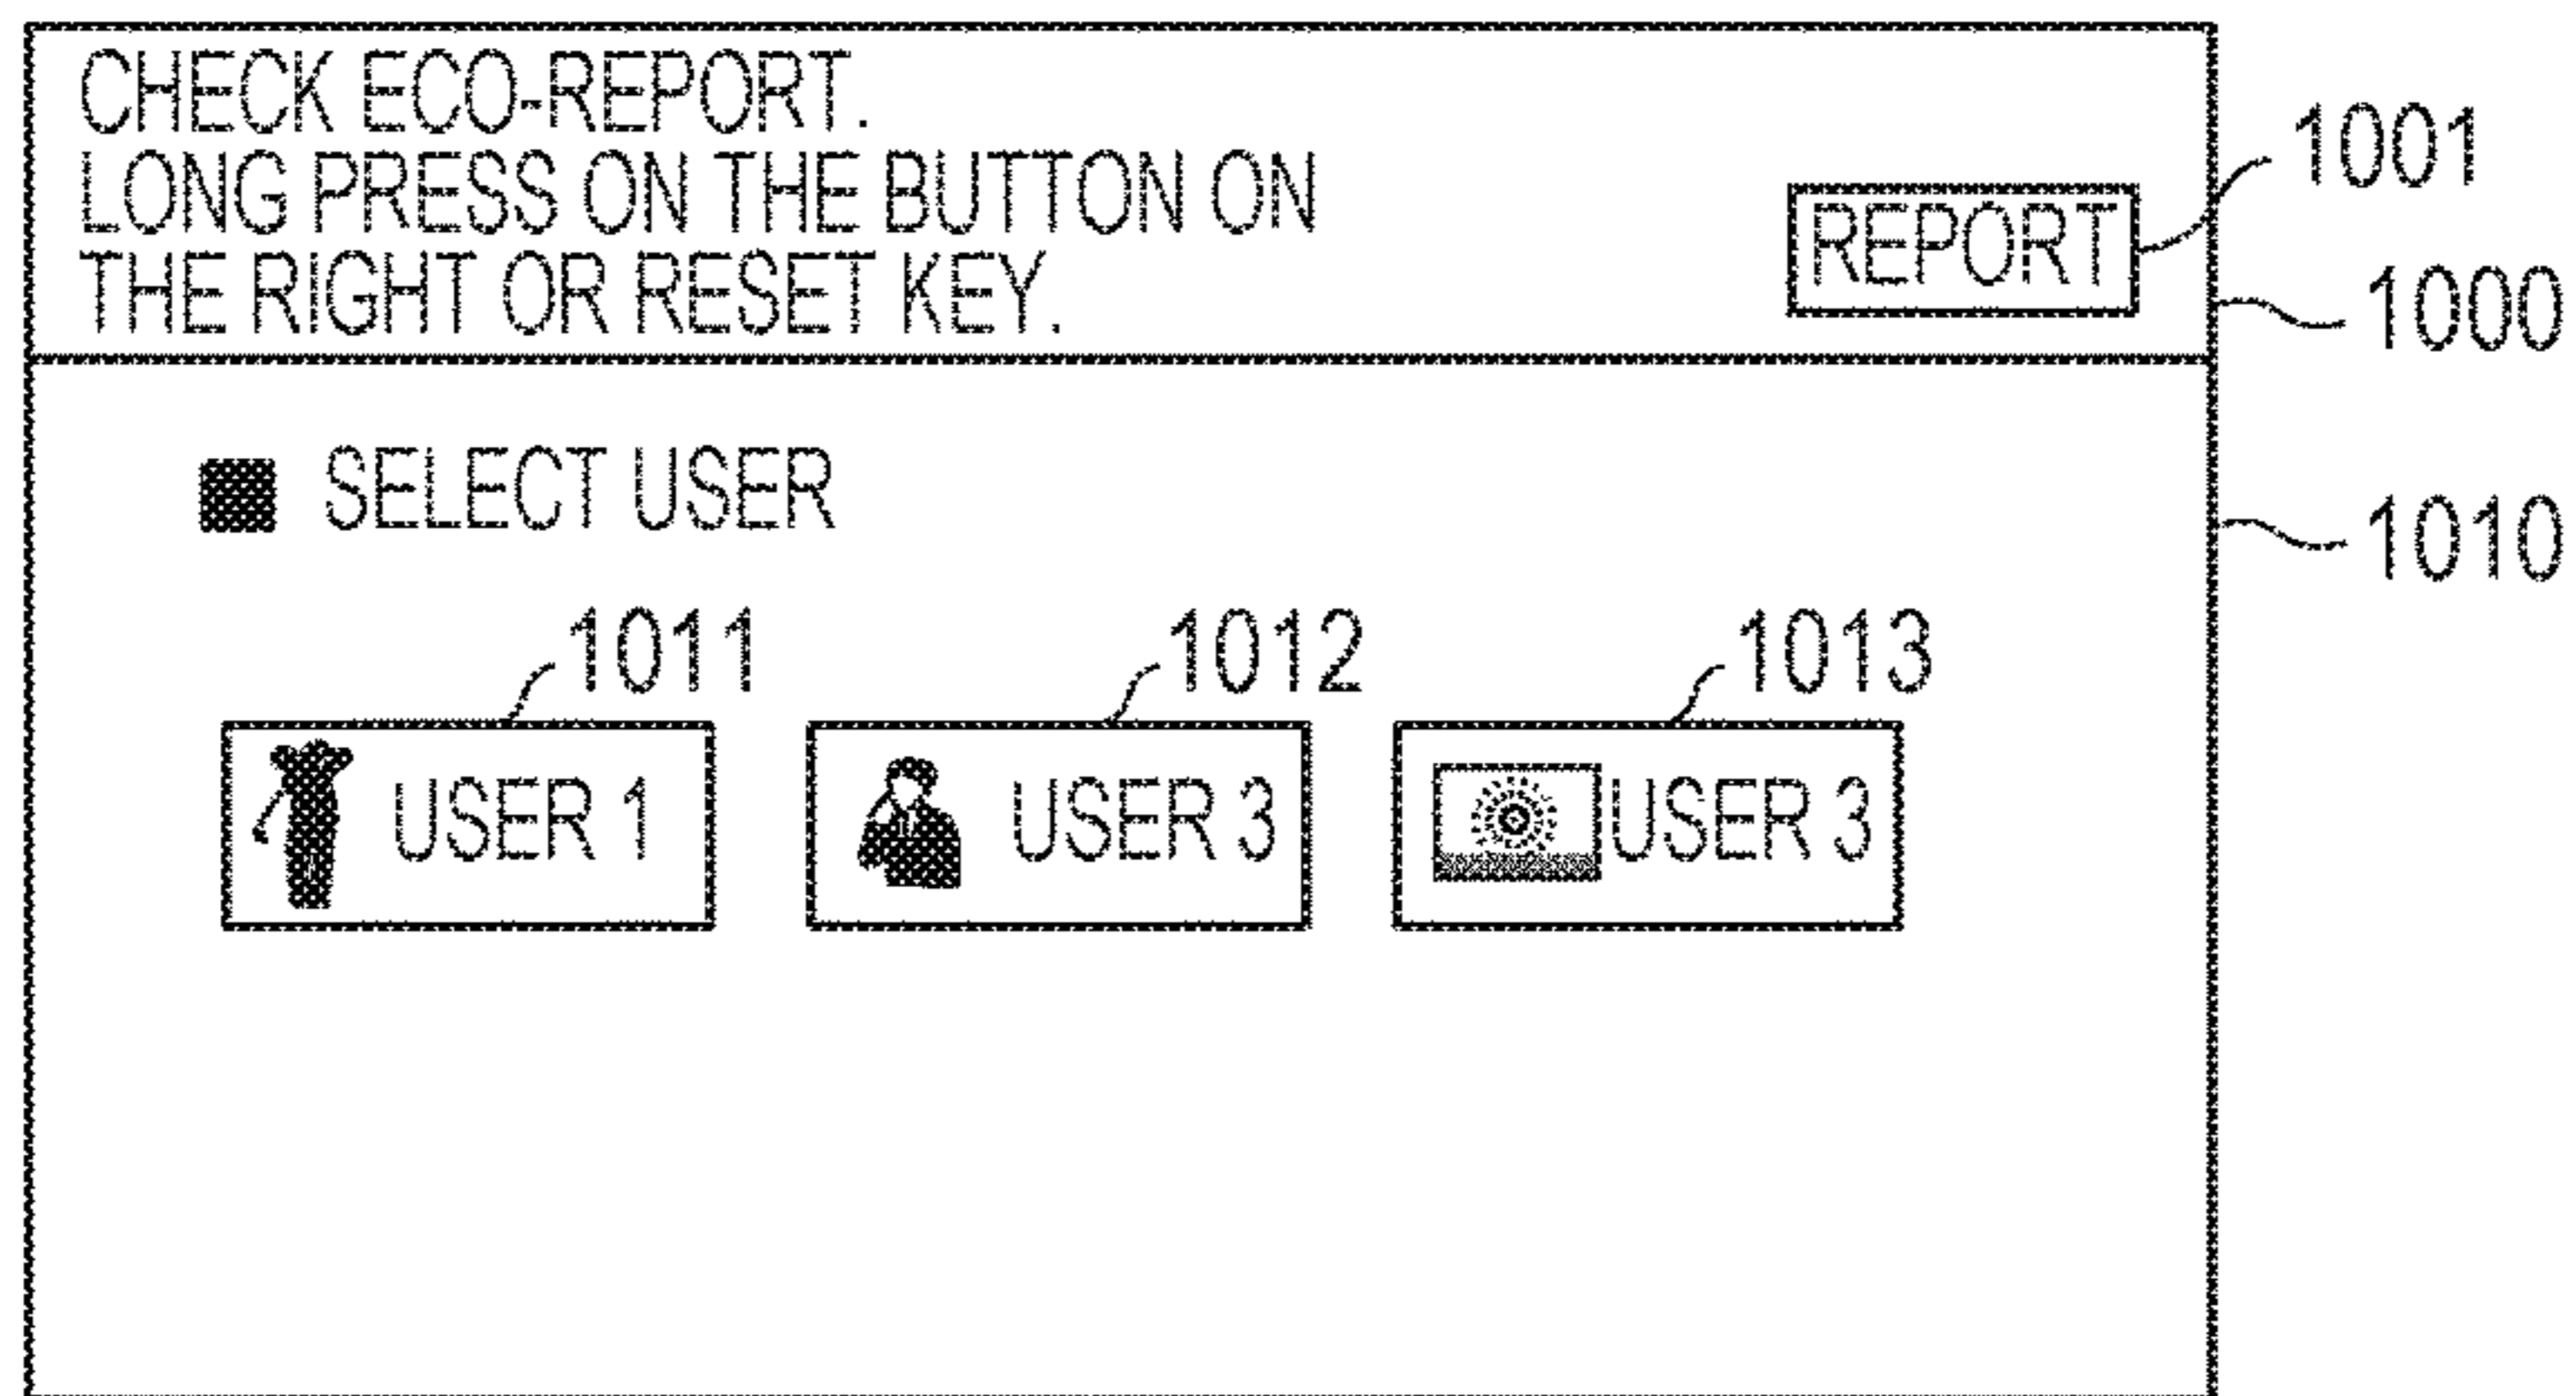 CHECK ECO-REPORT.
LONG PRESS ON THE BUTTON ON
THE RIGHT OR RESET KEY.
REPORT
1001
1000
SELECT USER
1010
1011
1012
1013
USER 1
USER 3
USER 3